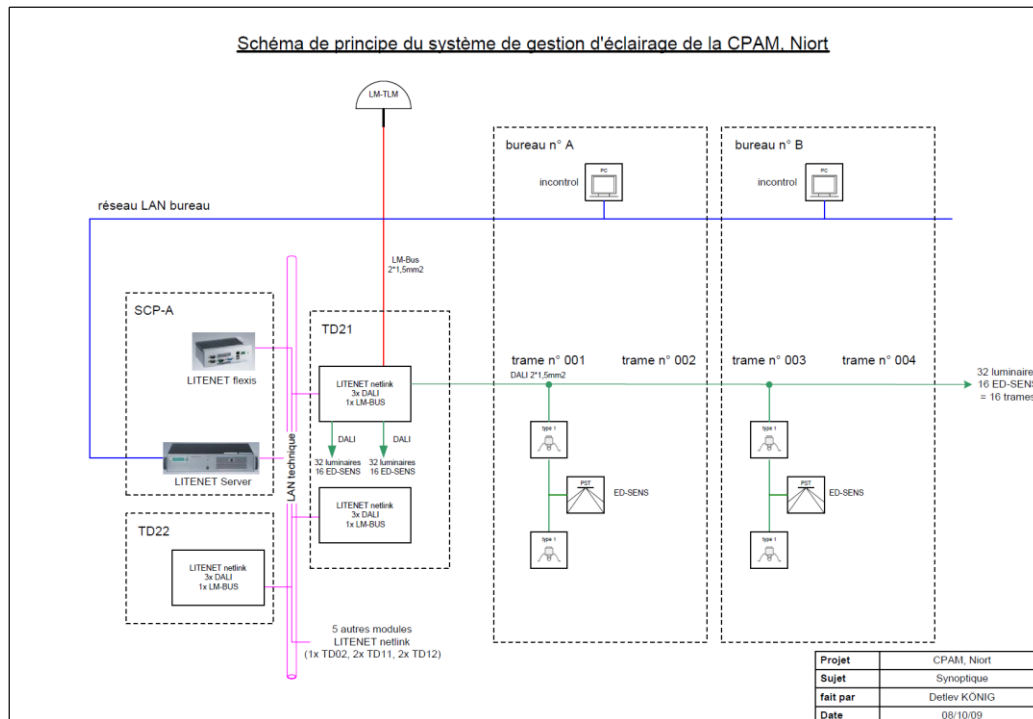 Schéma de principe du système de gestion d'éclairage de la CPAM, Niort
LM-TLM
bureau n° A
bureau n° B
PC
incontrol
PC
incontrol
réseau LAN bureau
LM-Bus
2*1,5mm2
SCP-A
LITENET flexis
LITENET Server
LAN technique
TD21
LITENET netlink
3x DALI
1x LM-BUS
DALI
DALI
32 luminaires
16 ED-SENS
32 luminaires
16 ED-SENS
LITENET netlink
3x DALI
1x LM-BUS
TD22
LITENET netlink
3x DALI
1x LM-BUS
5 autres modules
LITENET netlink
(1x TD02, 2x TD11, 2x TD12)
trame n° 001
trame n° 002
trame n° 003
trame n° 004
DALI 2*1,5mm2
32 luminaire
16 ED-SENS
= 16 trames
type 1
PST
ED-SENS
type 1
type 1
PST
ED-SENS
type 1
Projet CPAM, Niort
Sujet Synoptique
fait par Detlev KÖNIG
Date 08/10/09